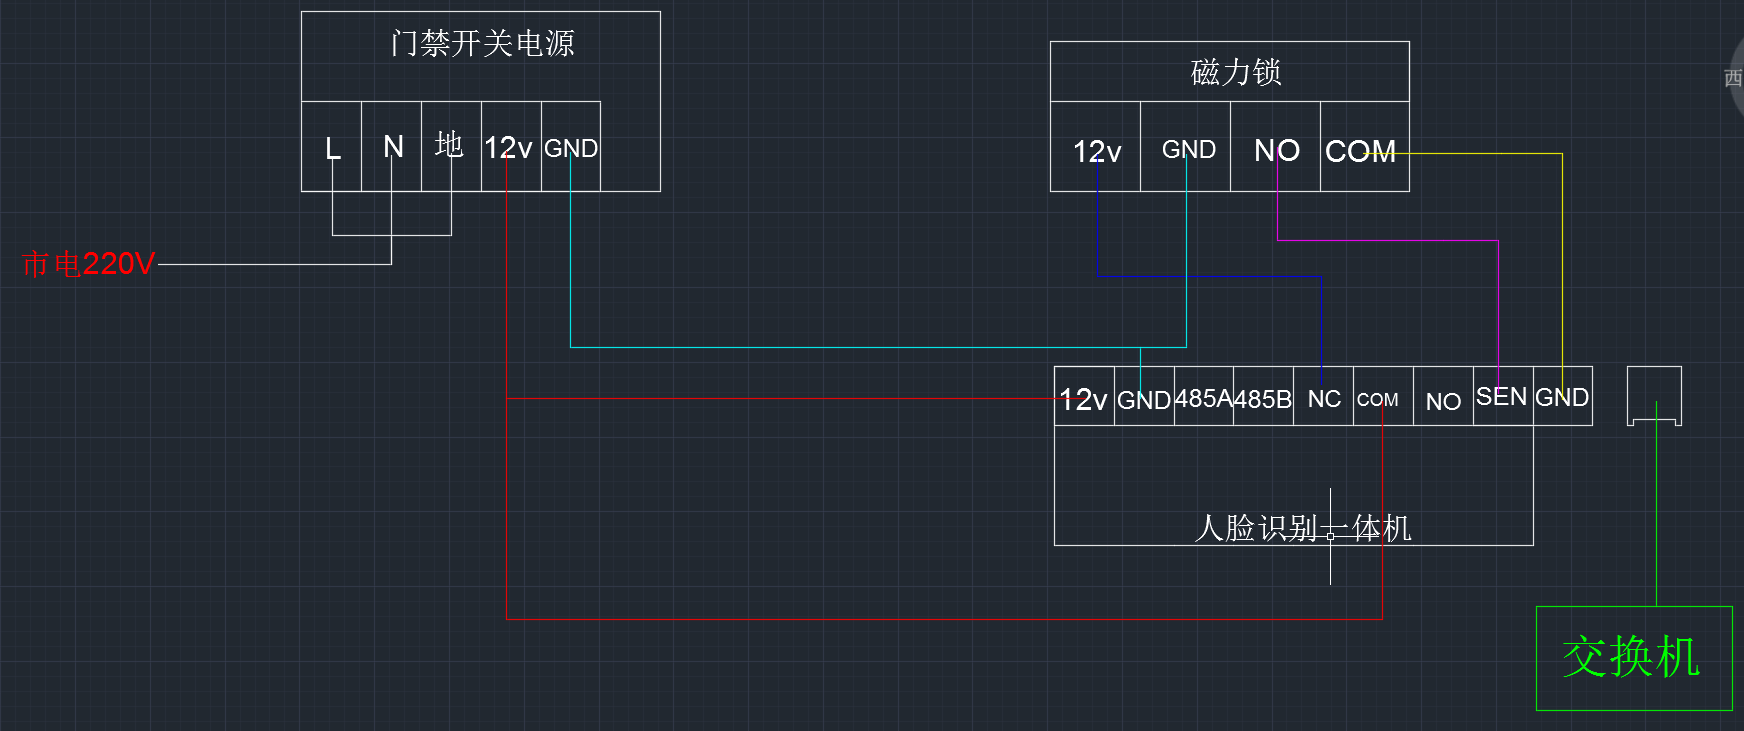 门禁开关电源
L N 地 12v GND
磁力锁
12v GND NO COM
西
市电220V
12v GND 485A 485B NC COM NO SEN GND
人脸识别一体机
交换机